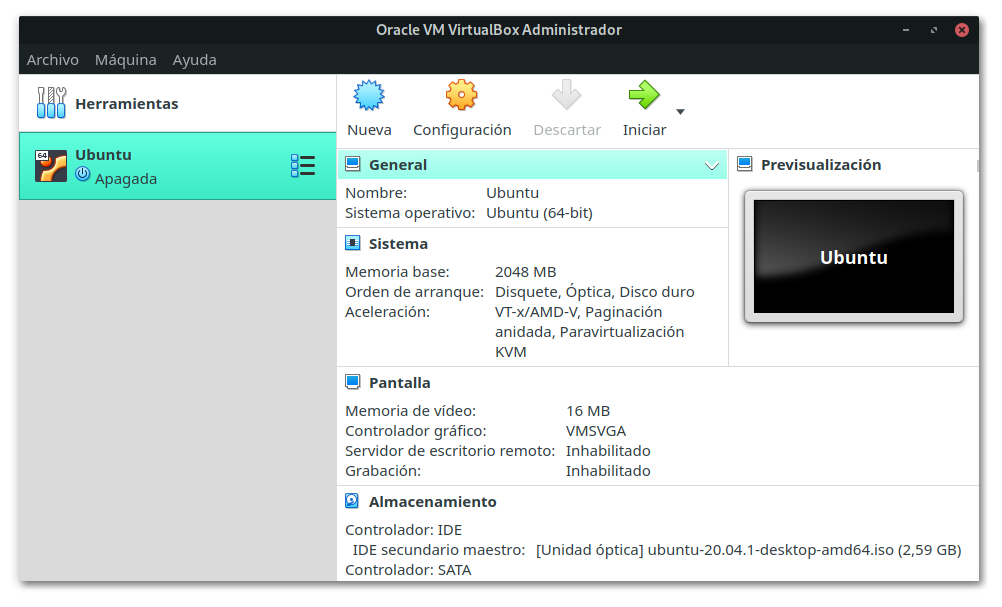 Oracle VM VirtualBox Administrador
Archivo Máquina Ayuda
Herramientas
64
Ubuntu
Apagada
Nueva Configuración Descartar Iniciar
General
Nombre: Ubuntu
Sistema operativo: Ubuntu (64-bit)
Previsualización
Ubuntu
Sistema
Memoria base: 2048 MB
Orden de arranque: Disquete, Óptica, Disco duro
Aceleración: VT-x/AMD-V, Paginación
anidada, Paravirtualización
KVM
Pantalla
Memoria de vídeo: 16 MB
Controlador gráfico: VMSVGA
Servidor de escritorio remoto: Inhabilitado
Grabación: Inhabilitado
Almacenamiento
Controlador: IDE
IDE secundario maestro: [Unidad óptica] ubuntu-20.04.1-desktop-amd64.iso (2,59 GB)
Controlador: SATA